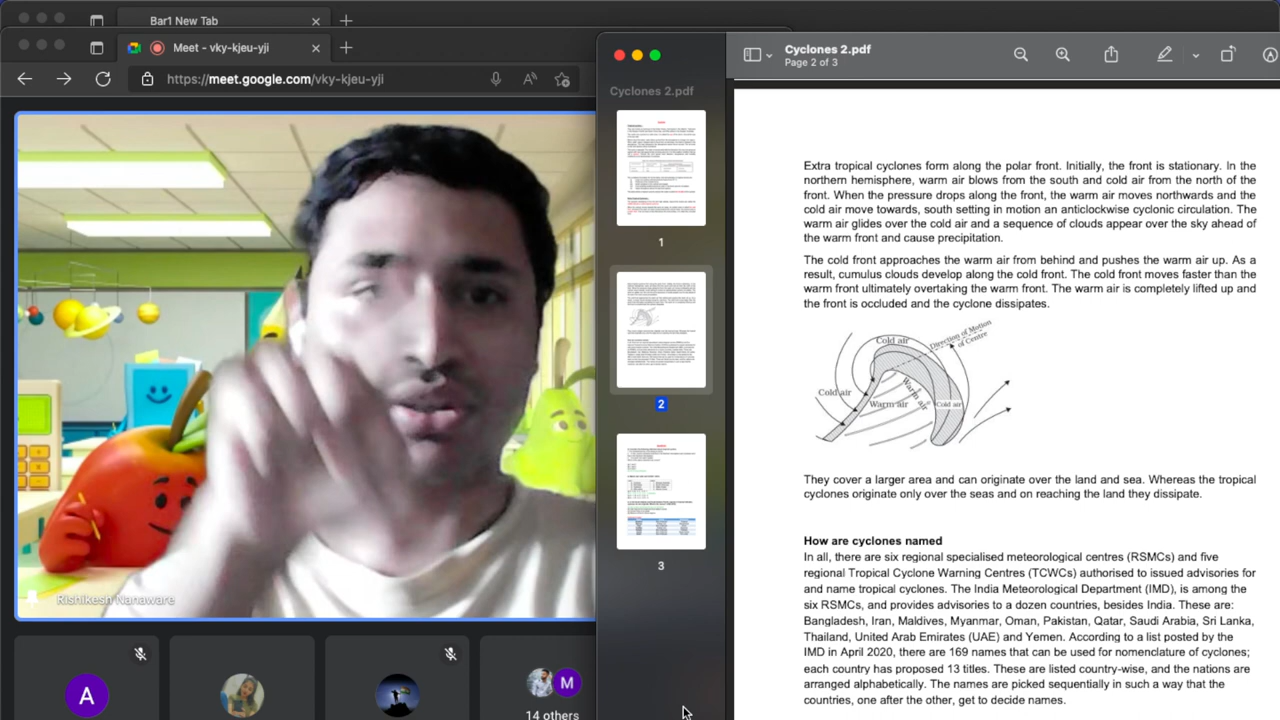 Bar1 New Tab
Meet - vky-kjeu-yji
https://meet.google.com/vky-kjeu-yji
Rishikesh Nanaware
A
M
14 others
Cyclones 2.pdf
1
2
3
Cyclones 2.pdf
Page 2 of 3
Extra tropical cyclones form along the polar front. Initially, the front is stationary. In the
northern hemisphere, warm air blows from the south and cold air from the north of the
front. When the pressure drops along the front, the warm air moves northwards and the
cold air move towards, south setting in motion an anticlockwise cyclonic circulation. The
warm air glides over the cold air and a sequence of clouds appear over the sky ahead of
the warm front and cause precipitation.
The cold front approaches the warm air from behind and pushes the warm air up. As a
result, cumulus clouds develop along the cold front. The cold front moves faster than the
warm front ultimately overtaking the warm front. The warm air is completely lifted up and
the front is occluded and the cyclone dissipates.
Cold air
Direction of Motion
of Centre
Cold air
Warm air
Warm air
Cold air
They cover a larger area and can originate over the land and sea. Whereas the tropical
cyclones originate only over the seas and on reaching the land they dissipate.
How are cyclones named
In all, there are six regional specialised meteorological centres (RSMCs) and five
regional Tropical Cyclone Warning Centres (TCWCs) authorised to issued advisories for
and name tropical cyclones. The India Meteorological Department (IMD), is among the
six RSMCs, and provides advisories to a dozen countries, besides India. These are:
Bangladesh, Iran, Maldives, Myanmar, Oman, Pakistan, Qatar, Saudi Arabia, Sri Lanka,
Thailand, United Arab Emirates (UAE) and Yemen. According to a list posted by the
IMD in April 2020, there are 169 names that can be used for nomenclature of cyclones;
each country has proposed 13 titles. These are listed country-wise, and the nations are
arranged alphabetically. The names are picked sequentially in such a way that the
countries, one after the other, get to decide names.